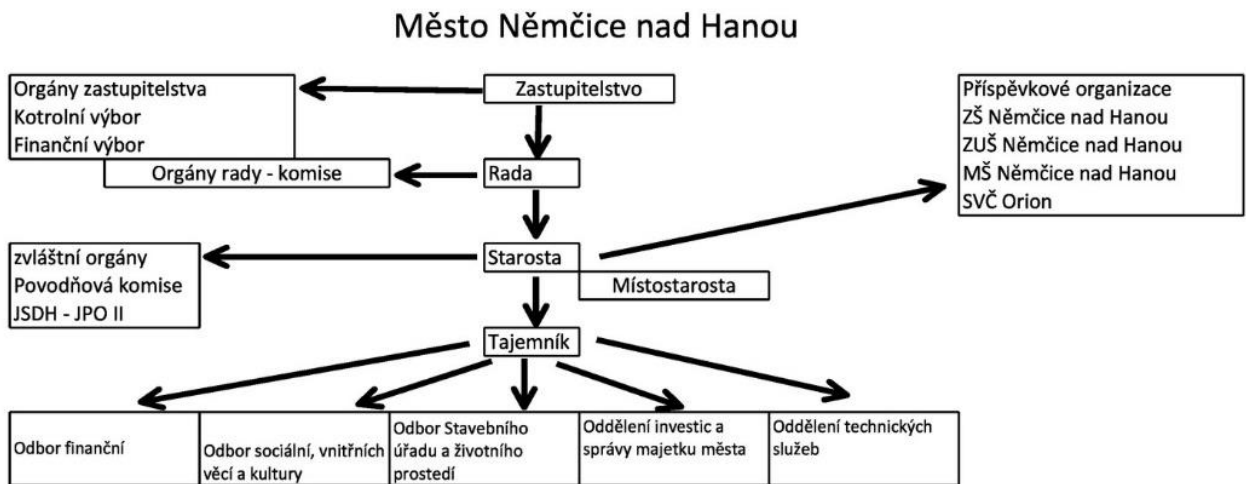 Město Němčice nad Hanou
Orgány zastupitelstva
Kotrolní výbor
Finanční výbor
Zastupitelstvo
Příspěvkové organizace
ZŠ Němčice nad Hanou
ZUŠ Němčice nad Hanou
MŠ Němčice nad Hanou
SVČ Orion
Orgány rady - komise
Rada
zvláštní orgány
Povodňová komise
JSDH - JPO II
Starosta
Místostarosta
Tajemník
Odbor finanční
Odbor sociální, vnitřních
věcí a kultury
Odbor Stavebního
úřadu a životního
prostedí
Oddělení investic a
správy majetku města
Oddělení technických
služeb